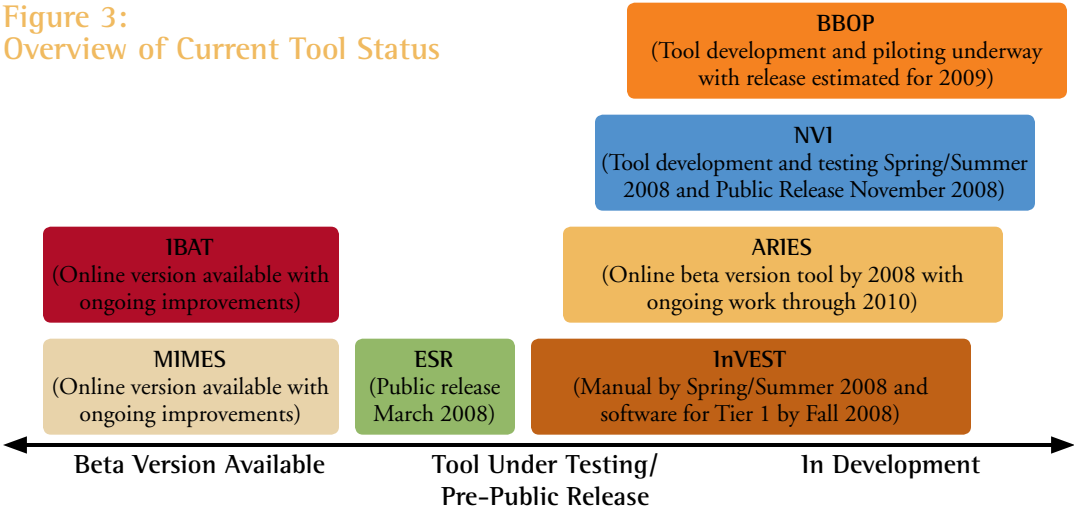 Figure 3:
Overview of Current Tool Status
BBOP
(Tool development and piloting underway
with release estimated for 2009)
NVI
(Tool development and testing Spring/Summer
2008 and Public Release November 2008)
IBAT
(Online version available with
ongoing improvements)
ARIES
(Online beta version tool by 2008 with
ongoing work through 2010)
MIMES
(Online version available with
ongoing improvements)
ESR
(Public release
March 2008)
InVEST
(Manual by Spring/Summer 2008 and
software for Tier 1 by Fall 2008)
Beta Version Available
Tool Under Testing/
Pre-Public Release
In Development